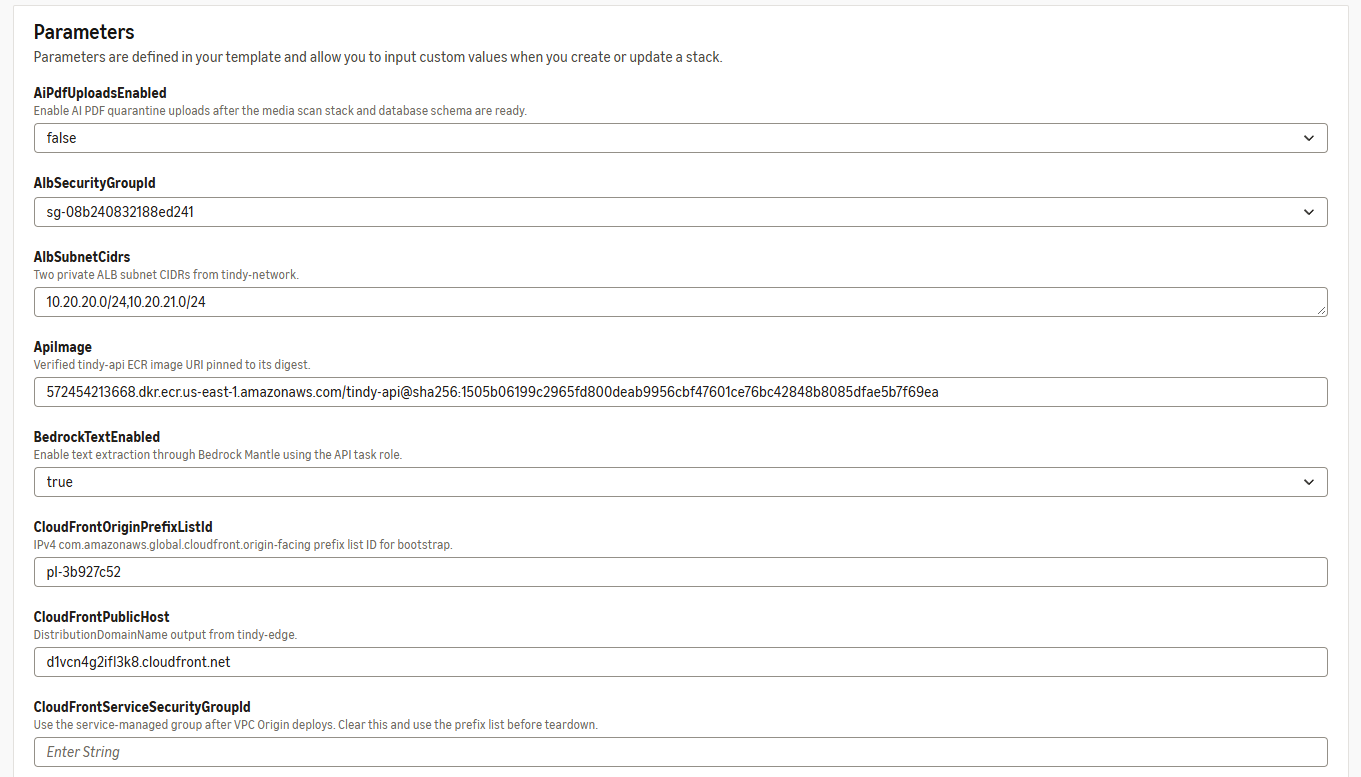 Parameters
Parameters are defined in your template and allow you to input custom values when you create or update a stack.
AiPdfUploadsEnabled
Enable AI PDF quarantine uploads after the media scan stack and database schema are ready.
false
AlbSecurityGroupId
sg-08b240832188ed241
AlbSubnetCidrs
Two private ALB subnet CIDRs from tindy-network.
10.20.20.0/24,10.20.21.0/24
ApiImage
Verified tindy-api ECR image URI pinned to its digest.
572454213668.dkr.ecr.us-east-1.amazonaws.com/tindy-api@sha256:1505b06199c2965fd800deab9956cbf47601ce76bc42848b8085dfae5b7f69ea
BedrockTextEnabled
Enable text extraction through Bedrock Mantle using the API task role.
true
CloudFrontOriginPrefixListId
IPv4 com.amazonaws.global.cloudfront.origin-facing prefix list ID for bootstrap.
pl-3b927c52
CloudFrontPublicHost
DistributionDomainName output from tindy-edge.
d1vcn4g2ifl3k8.cloudfront.net
CloudFrontServiceSecurityGroupId
Use the service-managed group after VPC Origin deploys. Clear this and use the prefix list before teardown.
Enter String